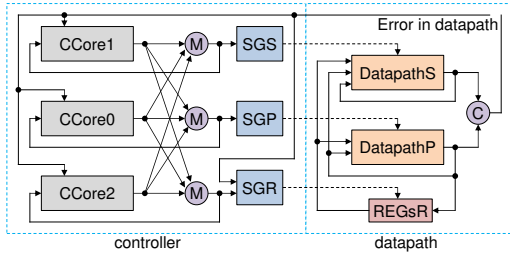 Error in datapath
CCore1
M
SGS
DatapathS
CCore0
M
SGP
C
DatapathP
CCore2
M
SGR
REGsR
controller
datapath